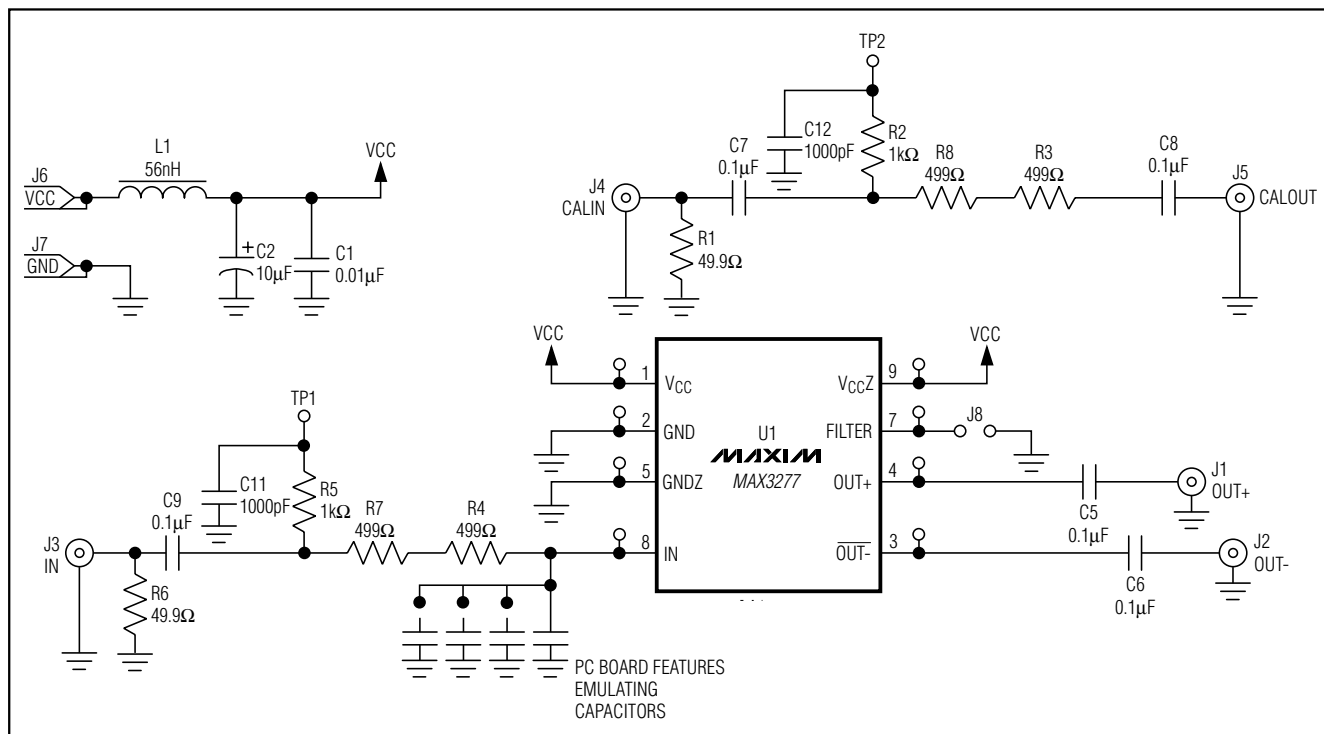 TP2
L1
56nH
VCC
J6
VCC
J7
GND
C2
10µF
+
C1
0.01µF
J4
CALIN
C7
0.1µF
C12
1000pF
R2
1kΩ
R8
499Ω
R3
499Ω
C8
0.1µF
J5
CALOUT
R1
49.9Ω
VCC
1
VCC
2
GND
5
GNDZ
8
IN
U1
MAXIM
MAX3277
9
VCCZ
7
FILTER
4
OUT+
3
OUT-
VCC
J8
C5
0.1µF
J1
OUT+
C6
0.1µF
J2
OUT-
TP1
C11
1000pF
R5
1kΩ
C9
0.1µF
R7
499Ω
R4
499Ω
J3
IN
R6
49.9Ω
PC BOARD FEATURES
EMULATING
CAPACITORS